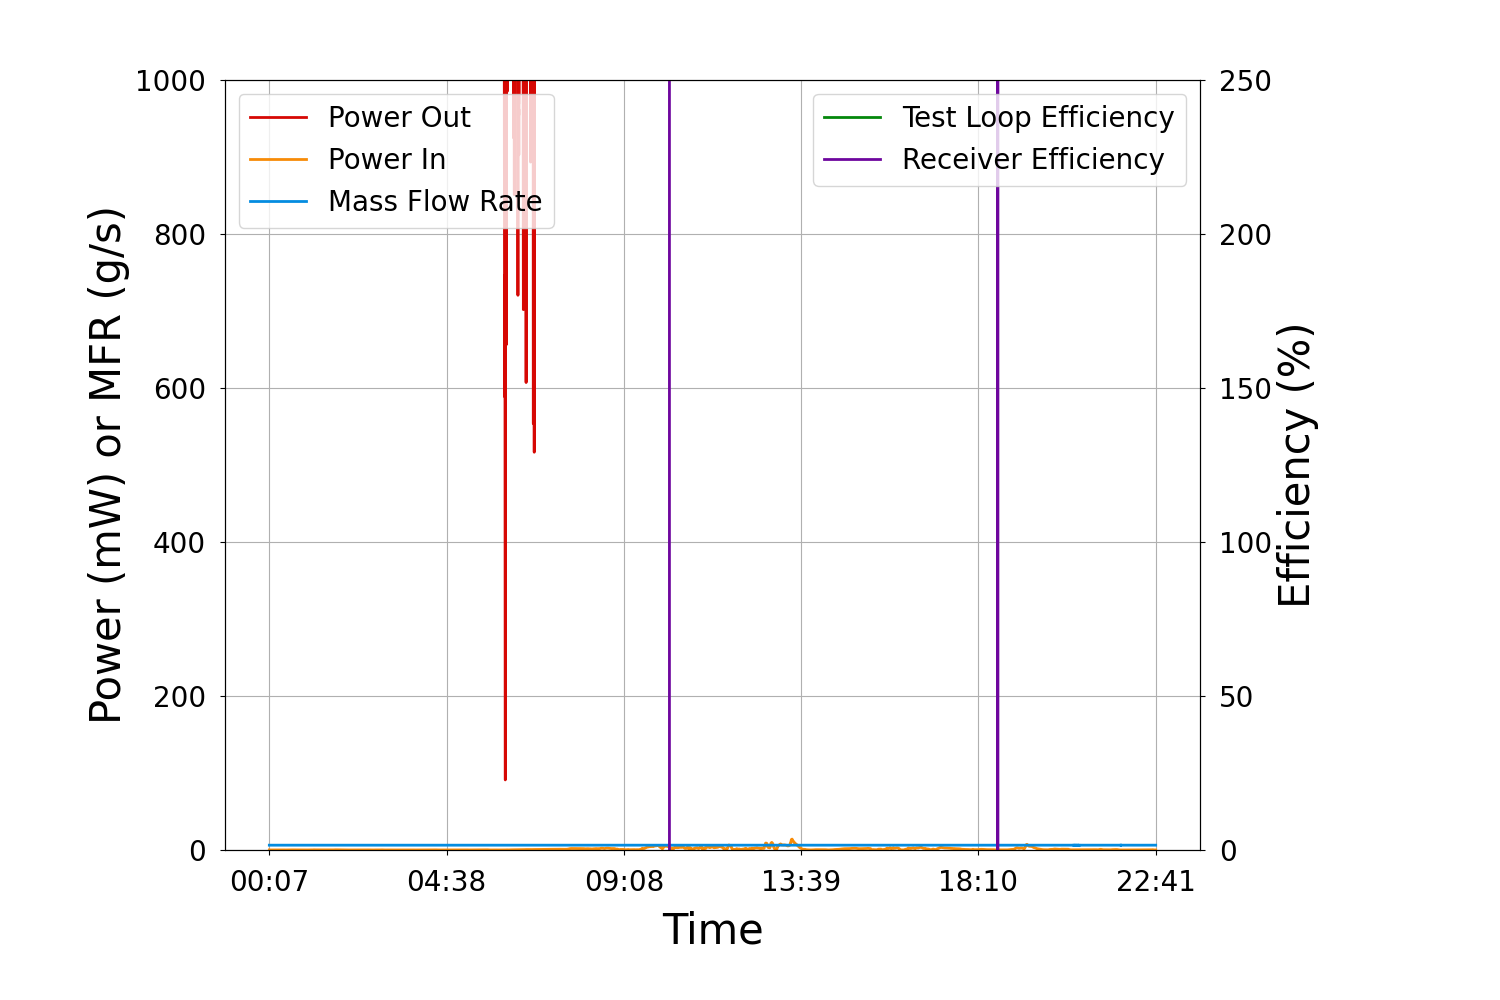 1000
800
600
400
200
0
Power (mW) or MFR (g/s)
Power Out
Power In
Mass Flow Rate
Test Loop Efficiency
Receiver Efficiency
250
200
150
100
50
0
Efficiency (%)
00:07 04:38 09:08 13:39 18:10 22:41
Time